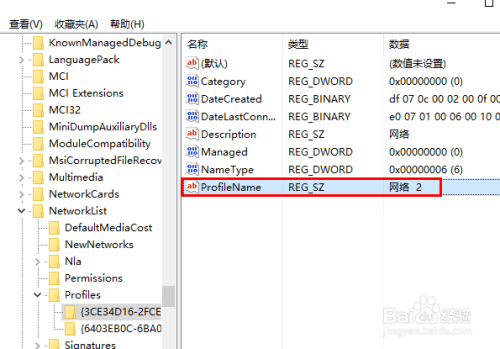 查看(V) 收藏夹(A) 帮助(H)
KnownManagedDebug
LanguagePack
MCI
MCI Extensions
MCI32
MiniDumpAuxiliaryDlls
ModuleCompatibility
MsiCorruptedFileRecov
Multimedia
NetworkCards
NetworkList
DefaultMediaCost
NewNetworks
Nla
Permissions
Profiles
{3CE34D16-2FCE
{6403EB0C-6BA0
Signatures
名称 类型 数据
(默认) REG_SZ (数值未设置)
Category REG_DWORD 0x00000000 (0)
DateCreated REG_BINARY df 07 0c 00 02 00 0f 00
DateLastConn... REG_BINARY e0 07 01 00 06 00 10 0
Description REG_SZ 网络
Managed REG_DWORD 0x00000000 (0)
NameType REG_DWORD 0x00000006 (6)
ProfileName REG_SZ 网络 2
Baidu 经验
jingyan.baidu.com